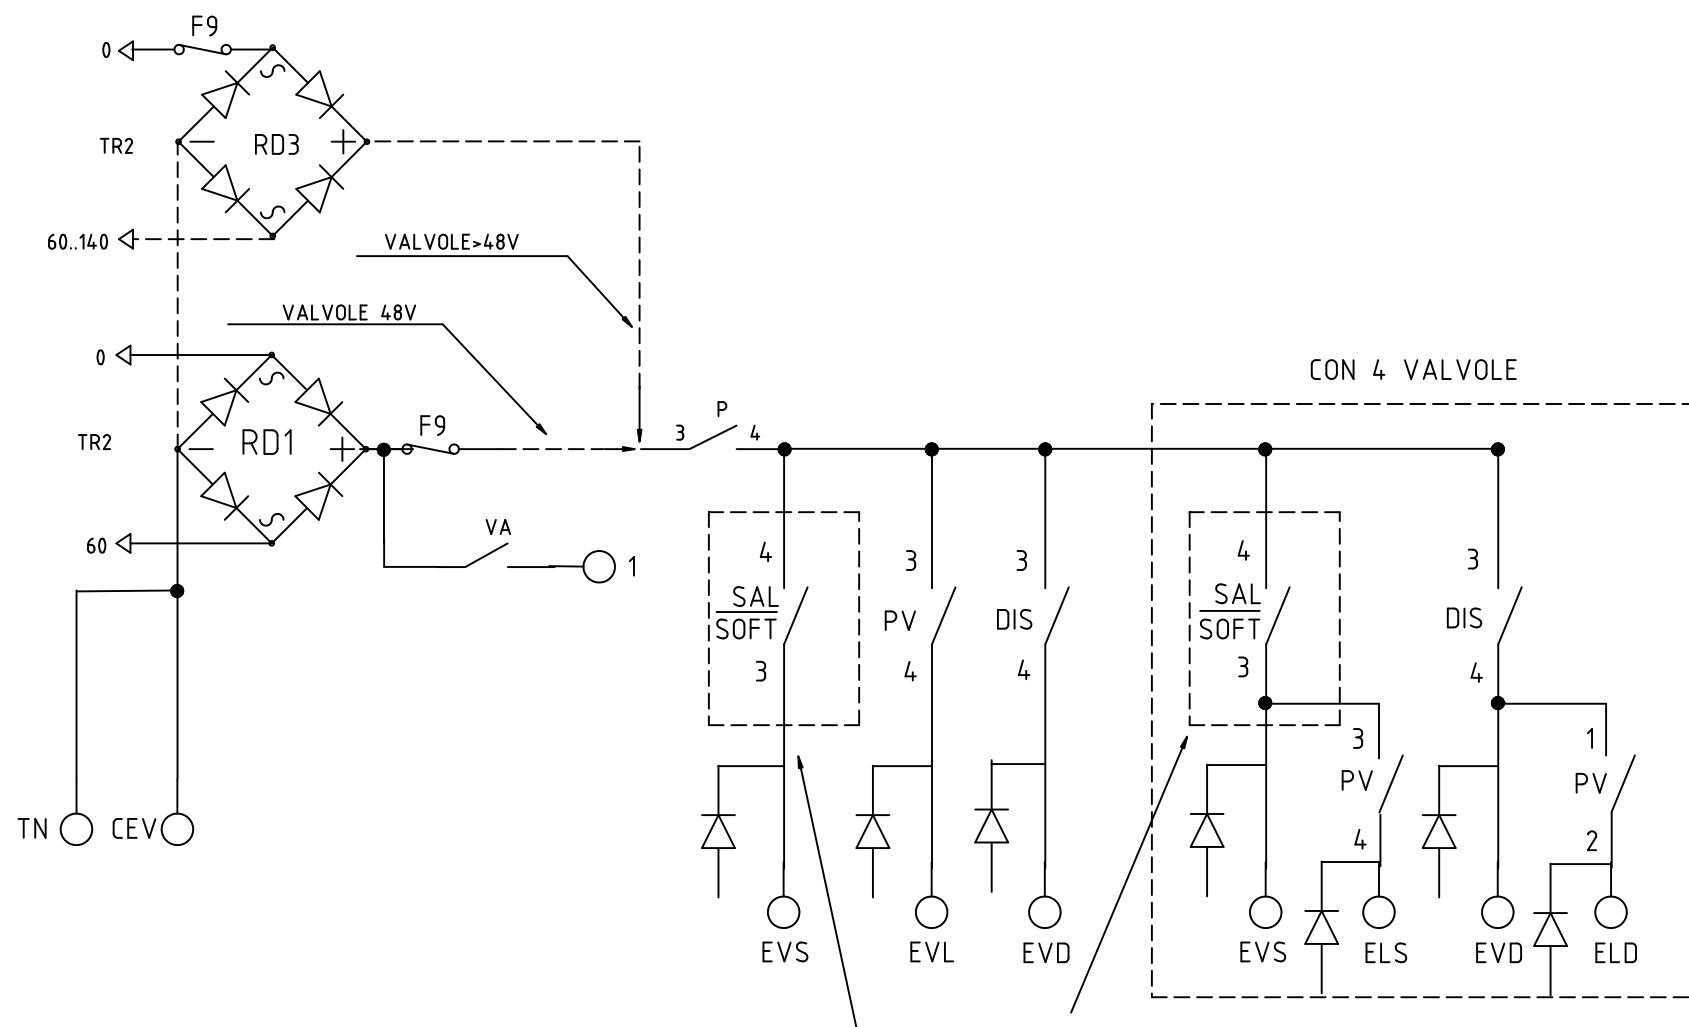 F9
0
TR2
RD3
60..140
VALVOLE>48V
VALVOLE 48V
0
TR2
RD1
F9
60
VA
1
3
P
4
CON 4 VALVOLE
4
SAL
SOFT
3
3
PV
4
3
DIS
4
4
SAL
SOFT
3
3
PV
4
3
DIS
4
1
PV
2
TN
CEV
EVS
EVL
EVD
EVS
ELS
EVD
ELD